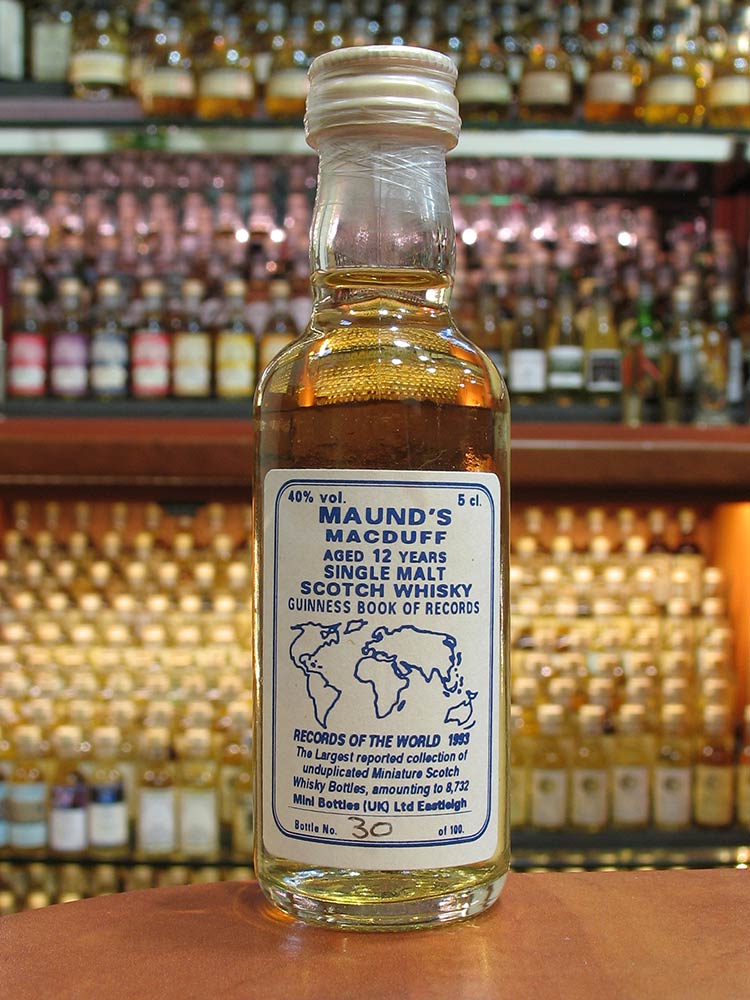 40% vol. 5 cl.
MAUND'S
MACDUFF
AGED 12 YEARS
SINGLE MALT
SCOTCH WHISKY
GUINNESS BOOK OF RECORDS
RECORDS OF THE WORLD 1993
The Largest reported collection of
unduplicated Miniature Scotch
Whisky Bottles, amounting to 8,732
Mini Bottles (UK) Ltd Eastleigh
Bottle No. 30 of 100.